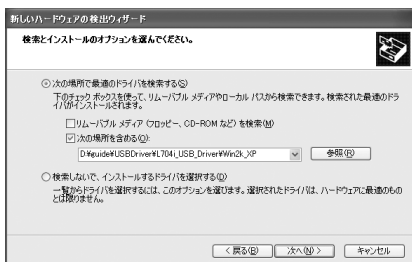 新しいハードウェアの検出ウィザード
検索とインストールのオプションを選んでください。
次の場所で最適のドライバを検索する(S)
下のチェック ボックスを使って、リムーバブル メディアやローカル パスから検索できます。検索された最適のドラ
イバがインストールされます。
リムーバブル メディア (フロッピー、CD-ROM など) を検索(M)
次の場所を含める(O):
D:¥guide¥USBDriver¥L704i_USB_Driver¥Win2k_XP
参照(R)
検索しないで、インストールするドライバを選択する(D)
一覧からドライバを選択するには、このオプションを選びます。選択されたドライバは、ハードウェアに最適のもの
とは限りません。
< 戻る(B) 次へ(N) > キャンセル